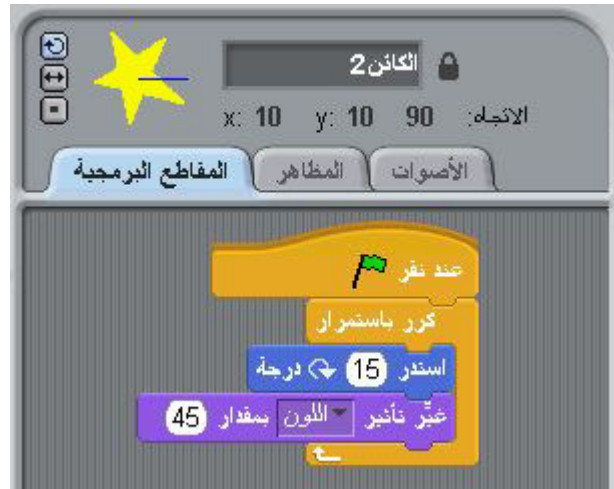 الكائن2
x: 10 y: 10 90 الاتجاه:
المقاطع البرمجية المظاهر الأصوات
عند نقر
كرر باستمرار
استدر 15 درجة
غيِّر تأثير اللون بمقدار 45